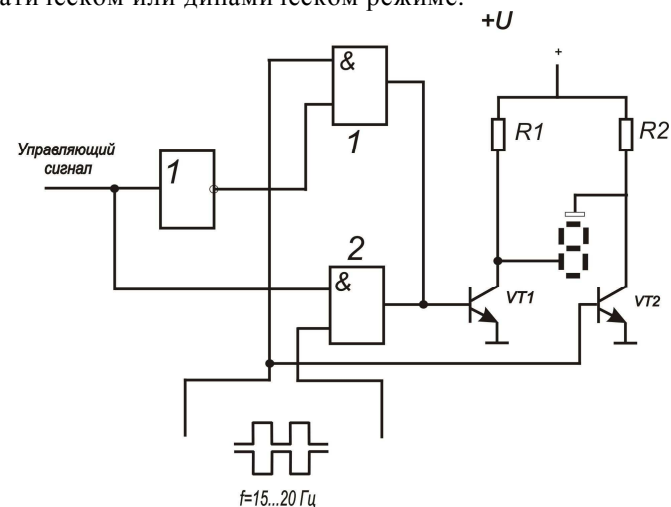 атическом или динамическом режиме.
+U
+
&
1
R1
R2
Управляющий
сигнал
1
2
&
VT1
VT2
f=15...20 Гц